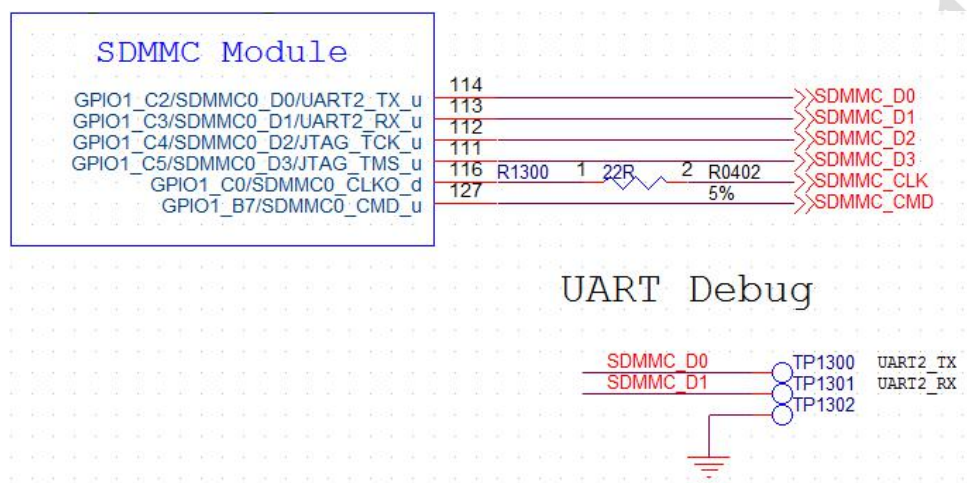 SDMMC Module
GPIO1_C2/SDMMC0_D0/UART2_TX_u 114 SDMMC_D0
GPIO1_C3/SDMMC0_D1/UART2_RX_u 113 SDMMC_D1
GPIO1_C4/SDMMC0_D2/JTAG_TCK_u 112 SDMMC_D2
GPIO1_C5/SDMMC0_D3/JTAG_TMS_u 111 SDMMC_D3
GPIO1_C0/SDMMC0_CLKO_d 116 R1300 1 22R 2 R0402 SDMMC_CLK
5%
GPIO1_B7/SDMMC0_CMD_u 127 SDMMC_CMD
UART Debug
SDMMC_D0 TP1300 UART2_TX
SDMMC_D1 TP1301 UART2_RX
TP1302